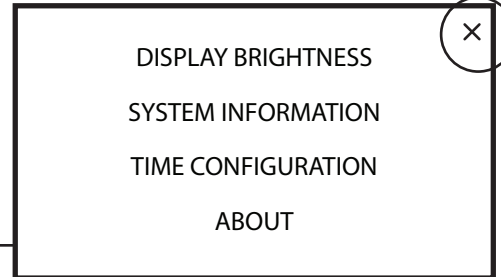 DISPLAY BRIGHTNESS
SYSTEM INFORMATION
TIME CONFIGURATION
ABOUT